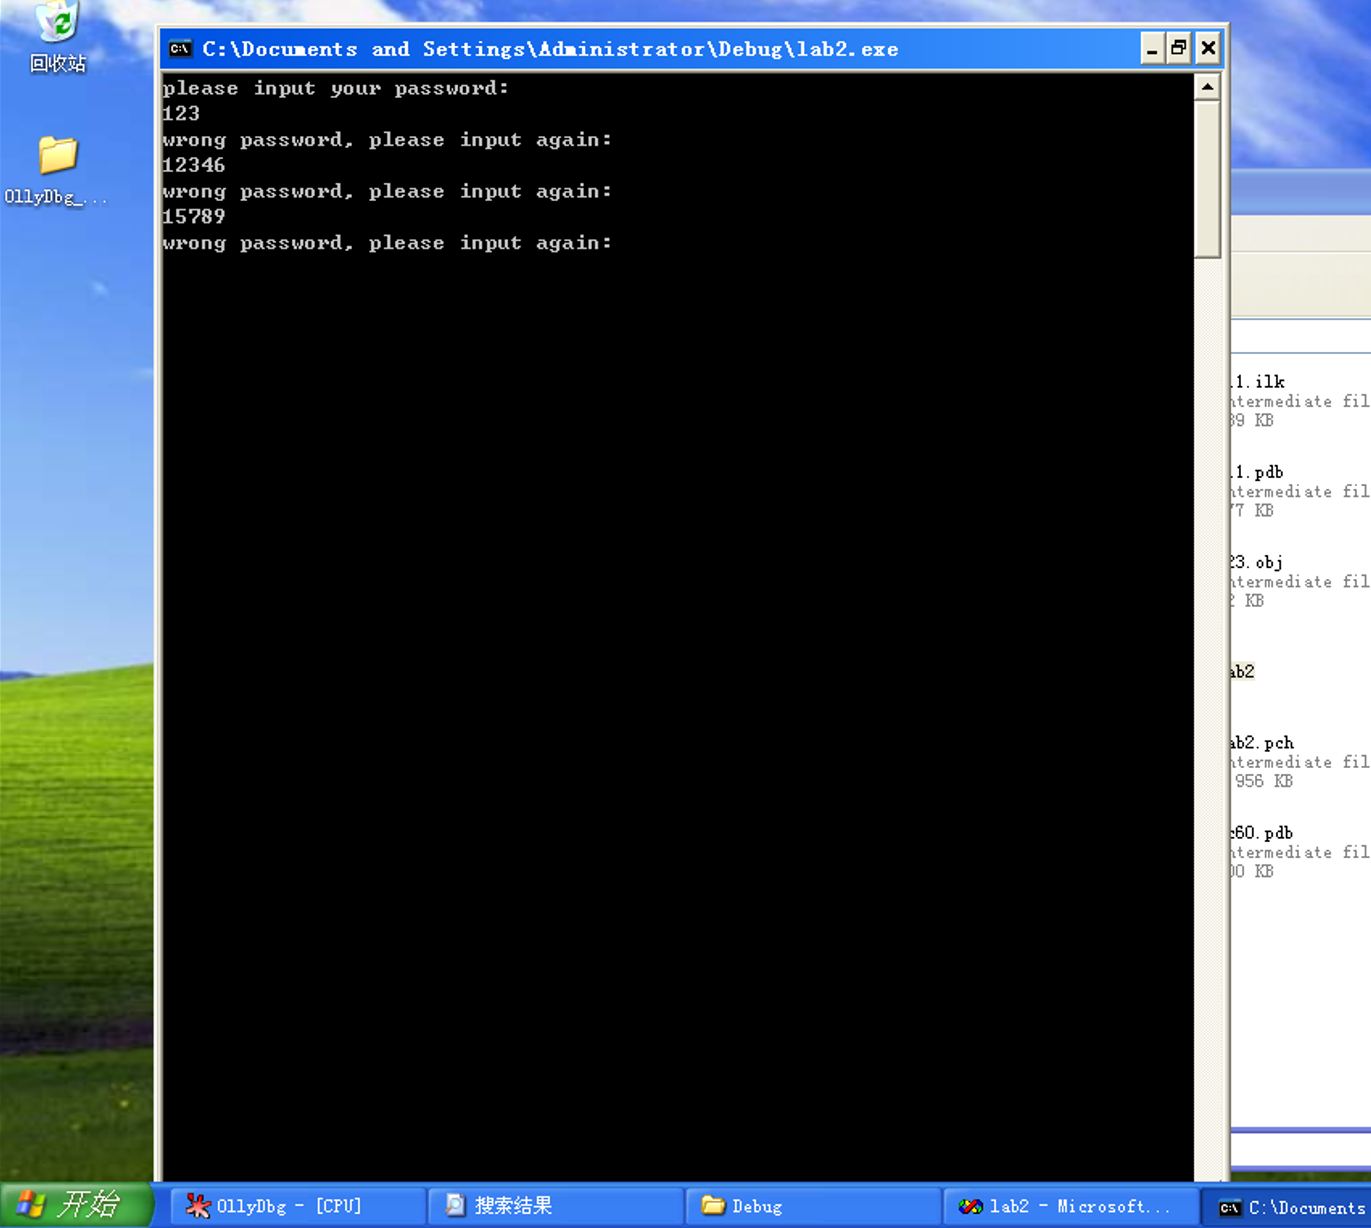 回收站
OllyDbg_...
C:\Documents and Settings\Administrator\Debug\lab2.exe
please input your password:
123
wrong password, please input again:
12346
wrong password, please input again:
15789
wrong password, please input again:
.1.ilk
ntermediate fil
39 KB
.1.pdb
ntermediate fil
77 KB
23.obj
ntermediate fil
2 KB
ab2
ab2.pch
ntermediate fil
956 KB
c60.pdb
ntermediate fil
00 KB
开始
OllyDbg - [CPU]
搜索结果
Debug
lab2 - Microsoft...
C:\Documents